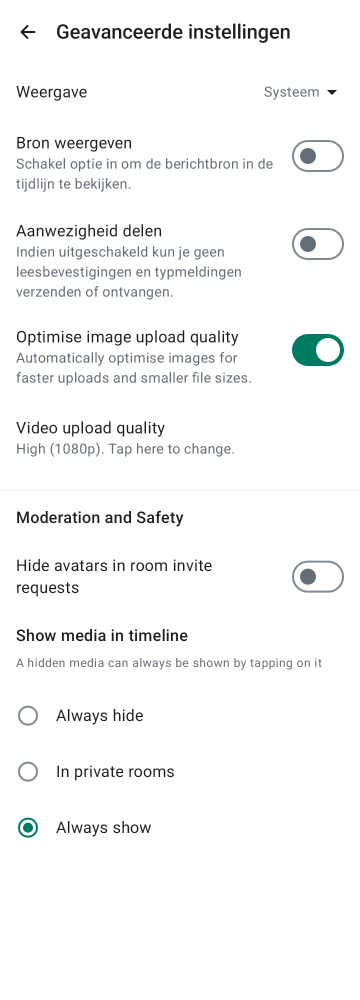 Geavanceerde instellingen
Weergave
Systeem
Bron weergeven
Schakel optie in om de berichtbron in de
tijdlijn te bekijken.
Aanwezigheid delen
Indien uitgeschakeld kun je geen
leesbevestigingen en typmeldingen
verzenden of ontvangen.
Optimise image upload quality
Automatically optimise images for
faster uploads and smaller file sizes.
Video upload quality
High (1080p). Tap here to change.
Moderation and Safety
Hide avatars in room invite
requests
Show media in timeline
A hidden media can always be shown by tapping on it
Always hide
In private rooms
Always show